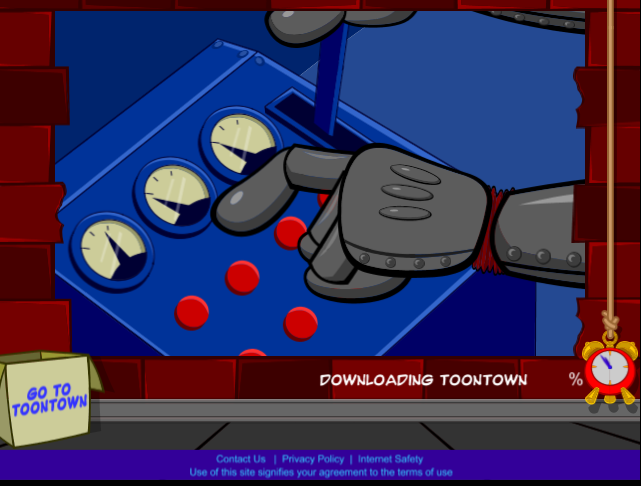 DOWNLOADING TOONTOWN %
GO TO
TOONTOWN
Contact Us | Privacy Policy | Internet Safety
Use of this site signifies your agreement to the terms of use